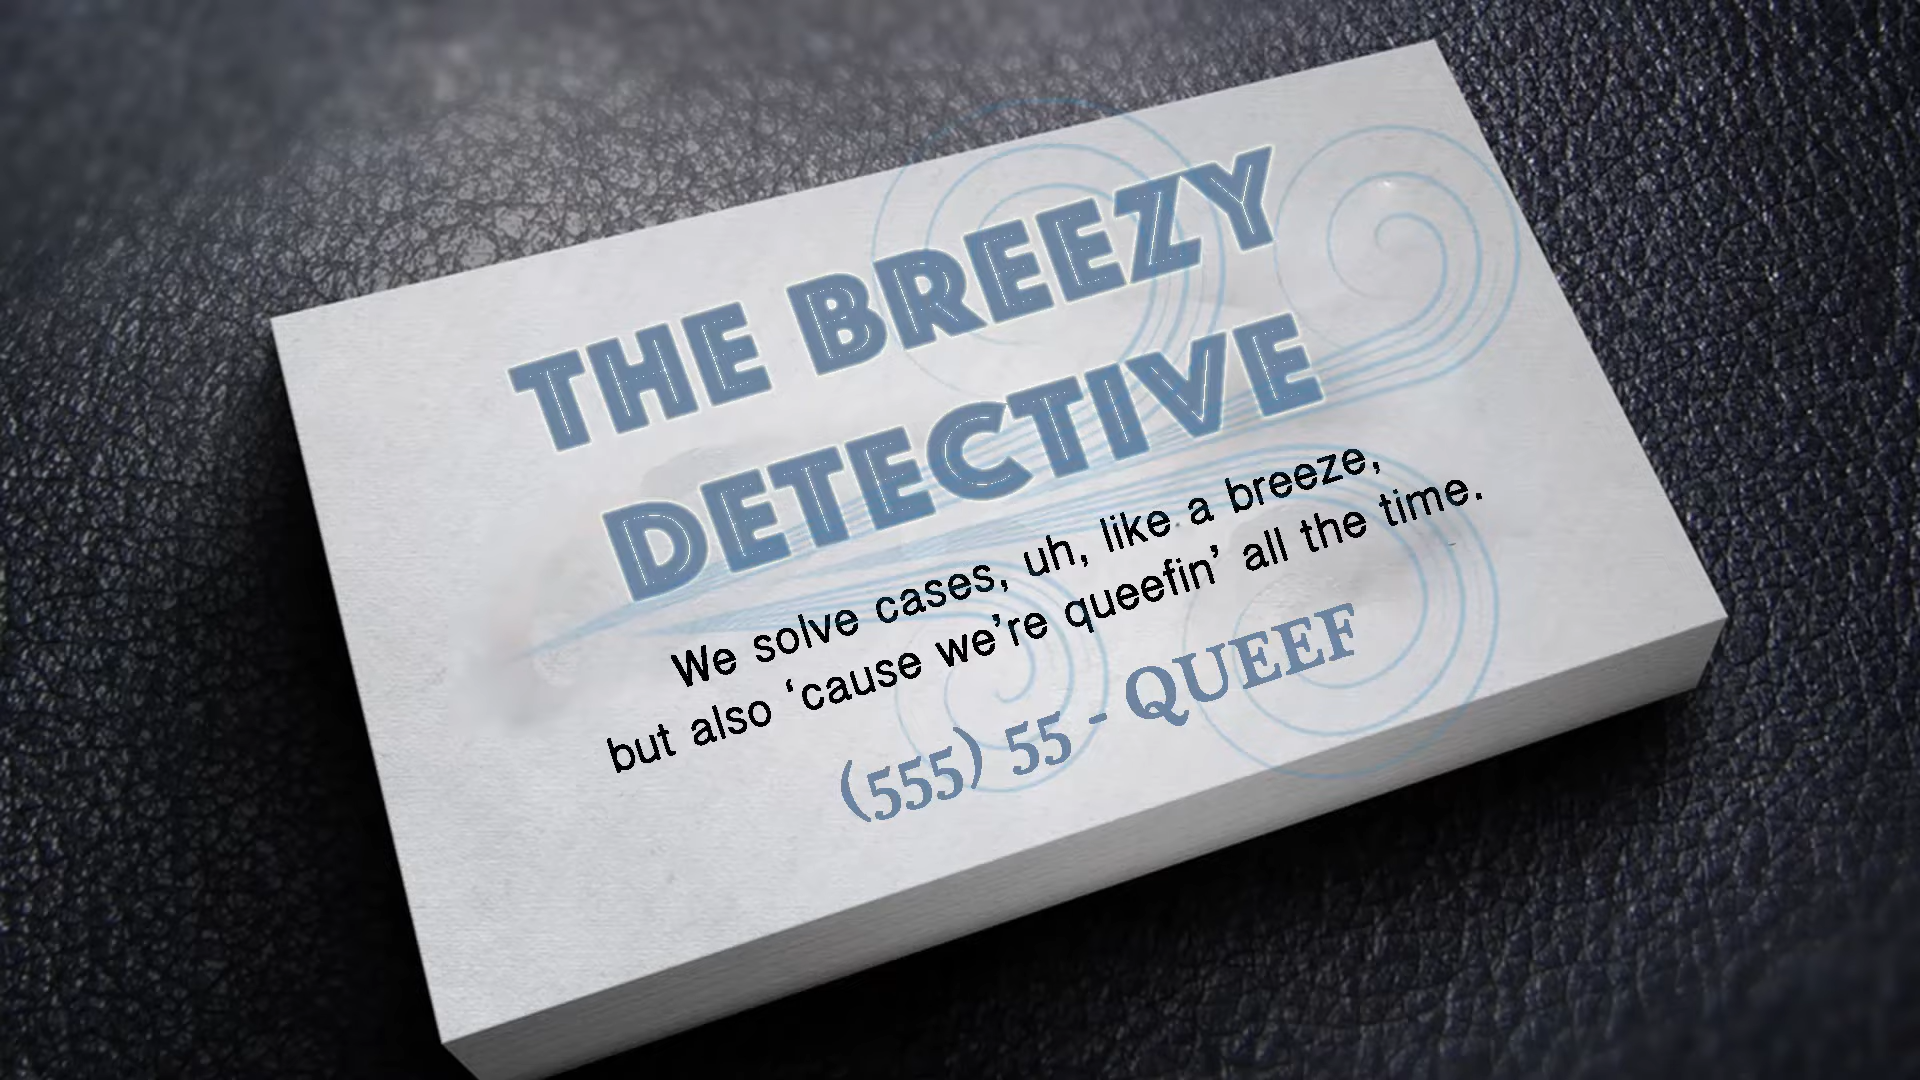 THE BREEZY
DETECTIVE
We solve cases, uh, like a breeze,
but also ‘cause we’re queefin’ all the time.
(555) 55 - QUEEF